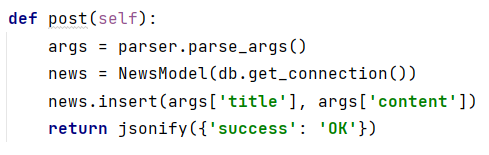 def post(self):
    args = parser.parse_args()
    news = NewsModel(db.get_connection())
    news.insert(args['title'], args['content'])
    return jsonify({'success': 'OK'})